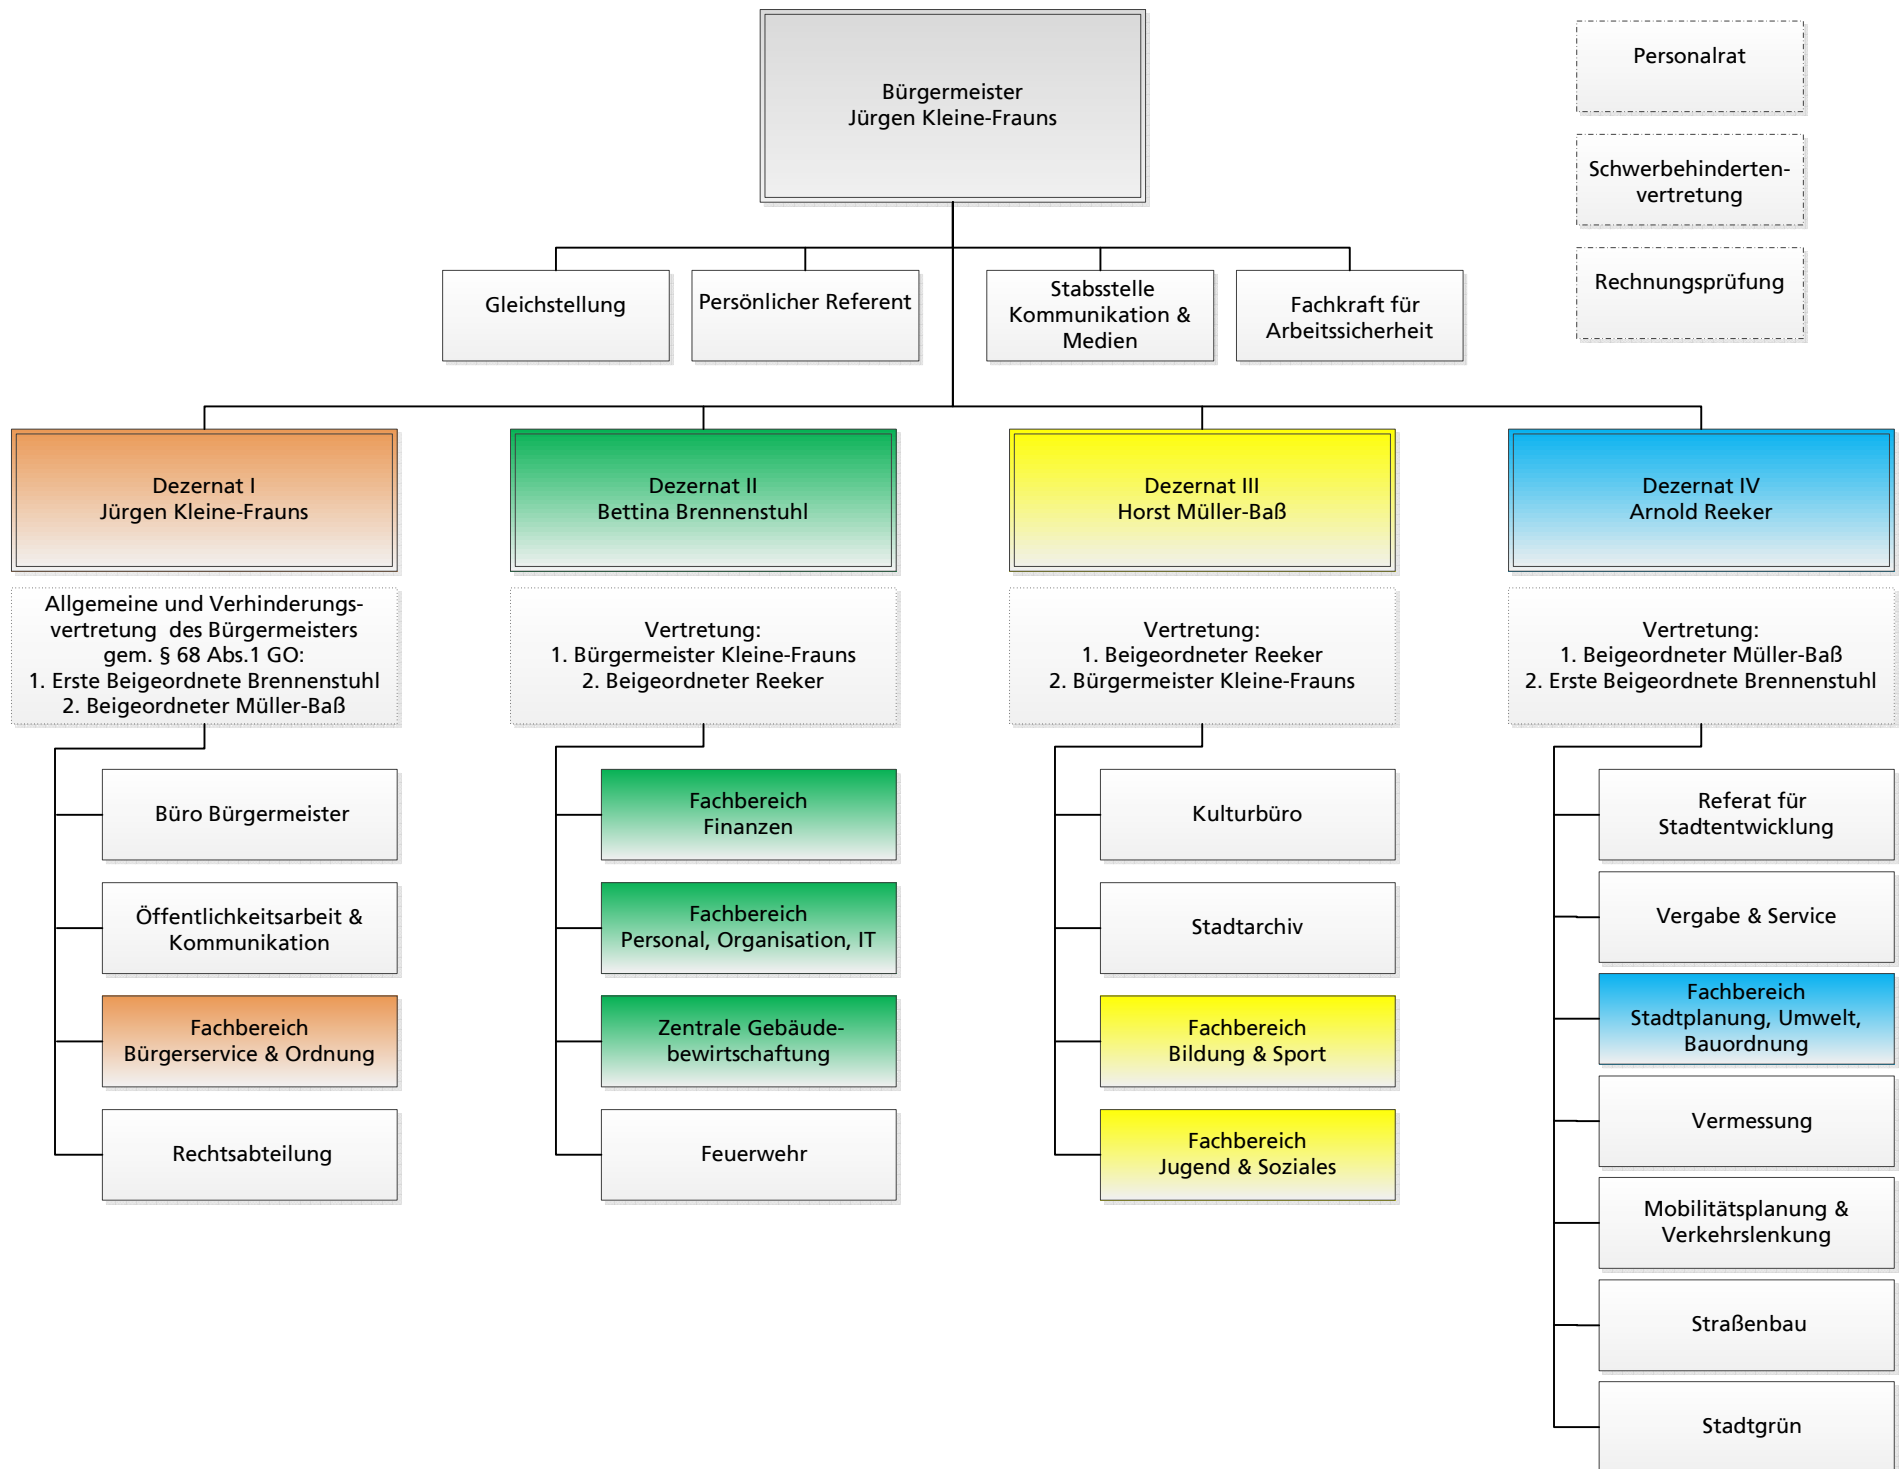 Bürgermeister
Jürgen Kleine-Frauns
Personalrat
Schwerbehinderten-
vertretung
Rechnungsprüfung
Gleichstellung
Persönlicher Referent
Stabsstelle
Kommunikation &
Medien
Fachkraft für
Arbeitssicherheit
Dezernat I
Jürgen Kleine-Frauns
Allgemeine und Verhinderungs-
vertretung des Bürgermeisters
gem. § 68 Abs.1 GO:
1. Erste Beigeordnete Brennenstuhl
2. Beigeordneter Müller-Baß
Büro Bürgermeister
Öffentlichkeitsarbeit &
Kommunikation
Fachbereich
Bürgerservice & Ordnung
Rechtsabteilung
Dezernat II
Bettina Brennenstuhl
Vertretung:
1. Bürgermeister Kleine-Frauns
2. Beigeordneter Reeker
Fachbereich
Finanzen
Fachbereich
Personal, Organisation, IT
Zentrale Gebäude-
bewirtschaftung
Feuerwehr
Dezernat III
Horst Müller-Baß
Vertretung:
1. Beigeordneter Reeker
2. Bürgermeister Kleine-Frauns
Kulturbüro
Stadtarchiv
Fachbereich
Bildung & Sport
Fachbereich
Jugend & Soziales
Dezernat IV
Arnold Reeker
Vertretung:
1. Beigeordneter Müller-Baß
2. Erste Beigeordnete Brennenstuhl
Referat für
Stadtentwicklung
Vergabe & Service
Fachbereich
Stadtplanung, Umwelt,
Bauordnung
Vermessung
Mobilitätsplanung &
Verkehrslenkung
Straßenbau
Stadtgrün